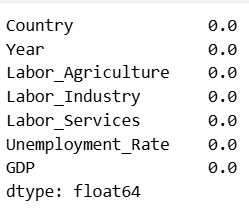 Country 0.0
Year 0.0
Labor_Agriculture 0.0
Labor_Industry 0.0
Labor_Services 0.0
Unemployment_Rate 0.0
GDP 0.0
dtype: float64